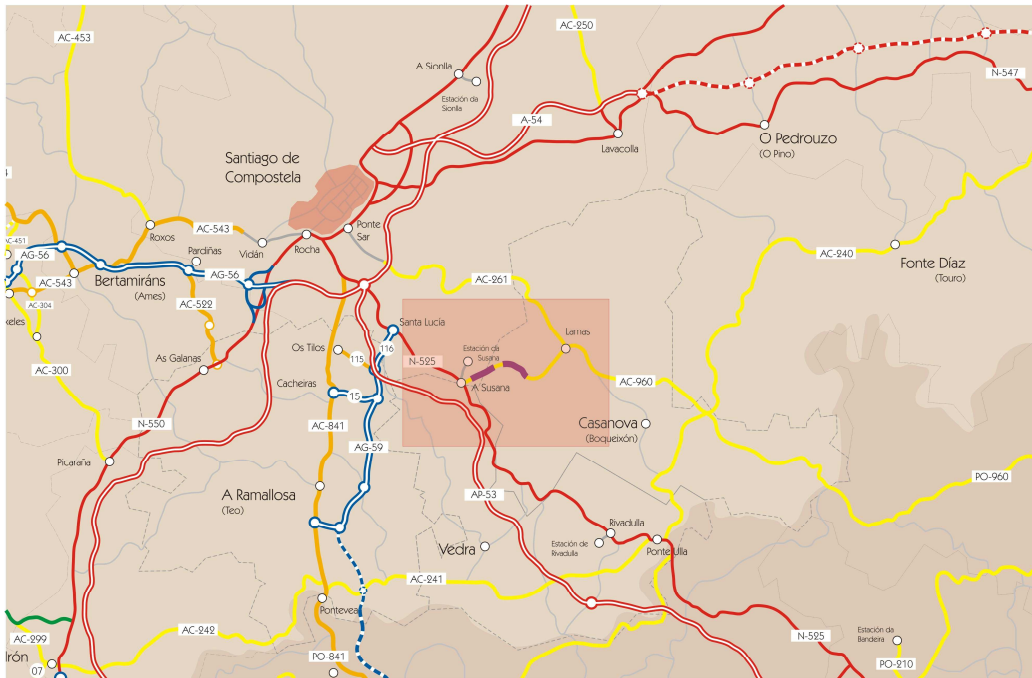 AC-453
AC-250
A Sionlla
Estación da
Sionlla
N-547
A-54
Lavacolla
O Pedrouzo
(O Pino)
Santiago de
Compostela
AC-543
Ponte
Sar
Roxos
Vidán
Rocha
AC-451
AG-56
Pardiñas
AC-240
Fonte Díaz
(Touro)
AG-56
AC-543
Bertamiráns
(Ames)
AC-261
AC-304
AC-522
Santa Lucía
Lamas
Os Tilos
116
115
Estación da
Susana
N-525
As Galanas
AC-300
Cacheiras
15
A Susana
AC-960
N-550
AC-841
Casanova
(Boqueixón)
AG-59
Picaraña
PO-960
A Ramallosa
(Teo)
AP-53
Rivadulla
Estación de
Rivadulla
Vedra
Ponte Ulla
AC-241
Pontevea
AC-242
AC-299
N-525
Estación da
Bandeira
PO-841
PO-210
07